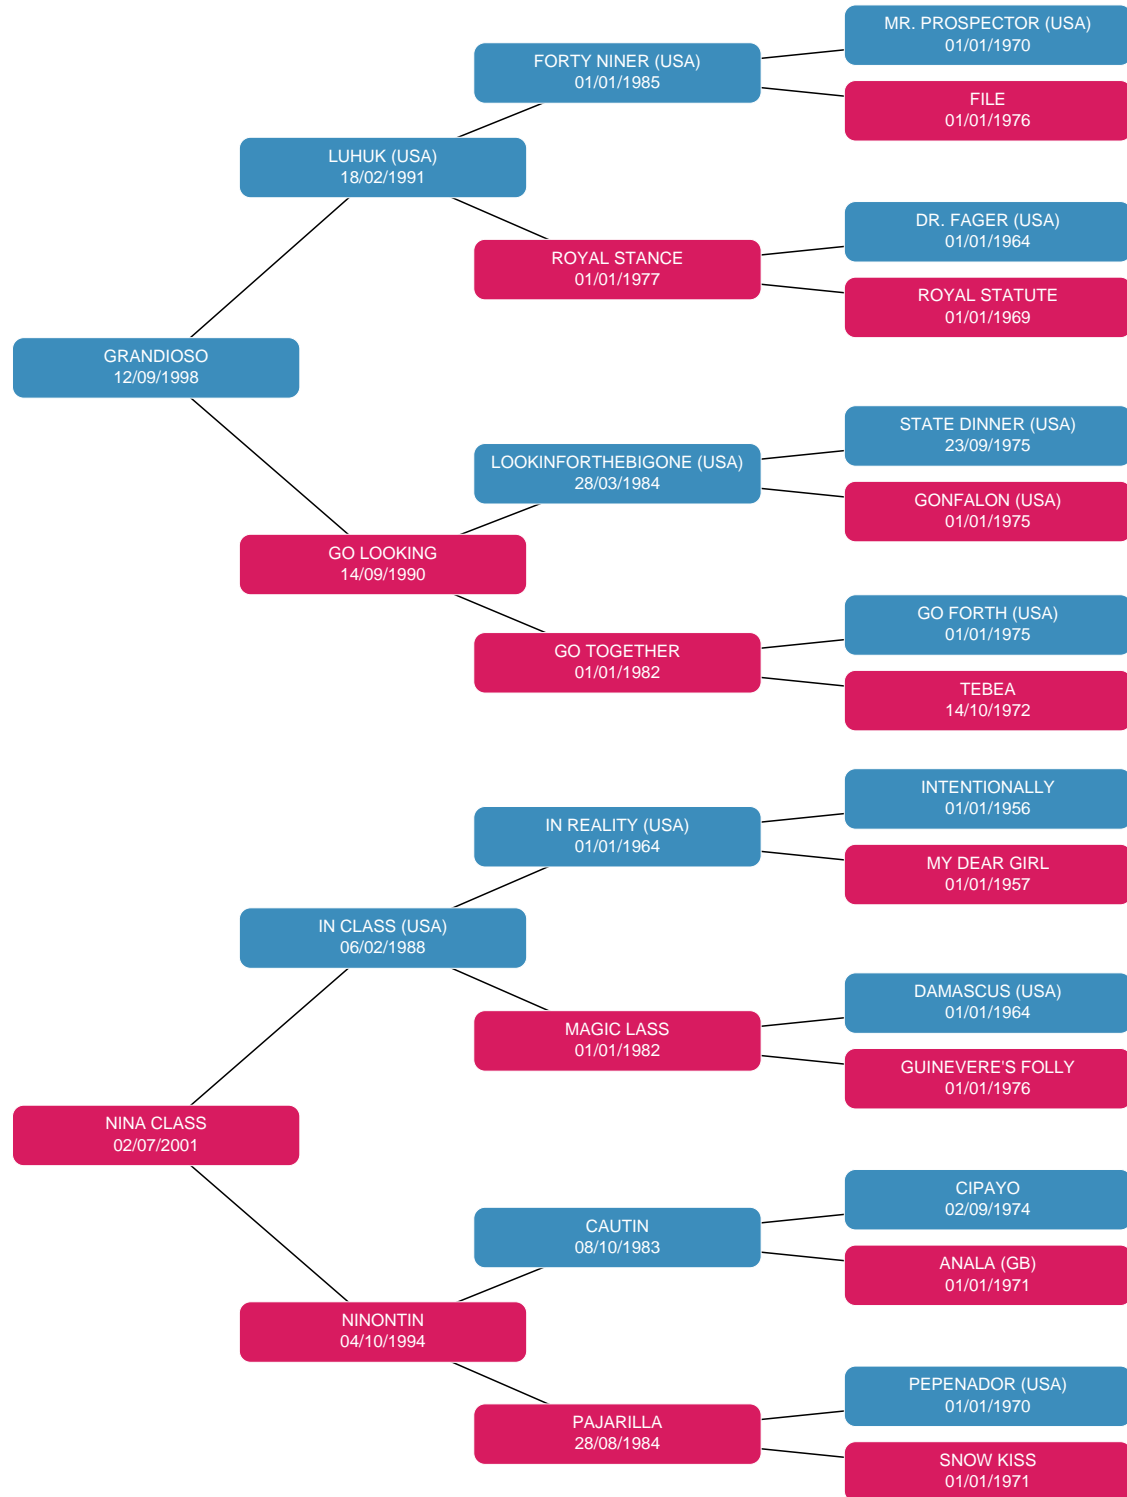 MR. PROSPECTOR (USA)
01/01/1970
FORTY NINER (USA)
01/01/1985
FILE
01/01/1976
LUHUK (USA)
18/02/1991
DR. FAGER (USA)
01/01/1964
ROYAL STANCE
01/01/1977
ROYAL STATUTE
01/01/1969
GRANDIOSO
12/09/1998
STATE DINNER (USA)
23/09/1975
LOOKINFORTHEBIGONE (USA)
28/03/1984
GONFALON (USA)
01/01/1975
GO LOOKING
14/09/1990
GO FORTH (USA)
01/01/1975
GO TOGETHER
01/01/1982
TEBEA
14/10/1972
INTENTIONALLY
01/01/1956
IN REALITY (USA)
01/01/1964
MY DEAR GIRL
01/01/1957
IN CLASS (USA)
06/02/1988
DAMASCUS (USA)
01/01/1964
MAGIC LASS
01/01/1982
GUINEVERE'S FOLLY
01/01/1976
NINA CLASS
02/07/2001
CIPAYO
02/09/1974
CAUTIN
08/10/1983
ANALA (GB)
01/01/1971
NINONTIN
04/10/1994
PEPENADOR (USA)
01/01/1970
PAJARILLA
28/08/1984
SNOW KISS
01/01/1971